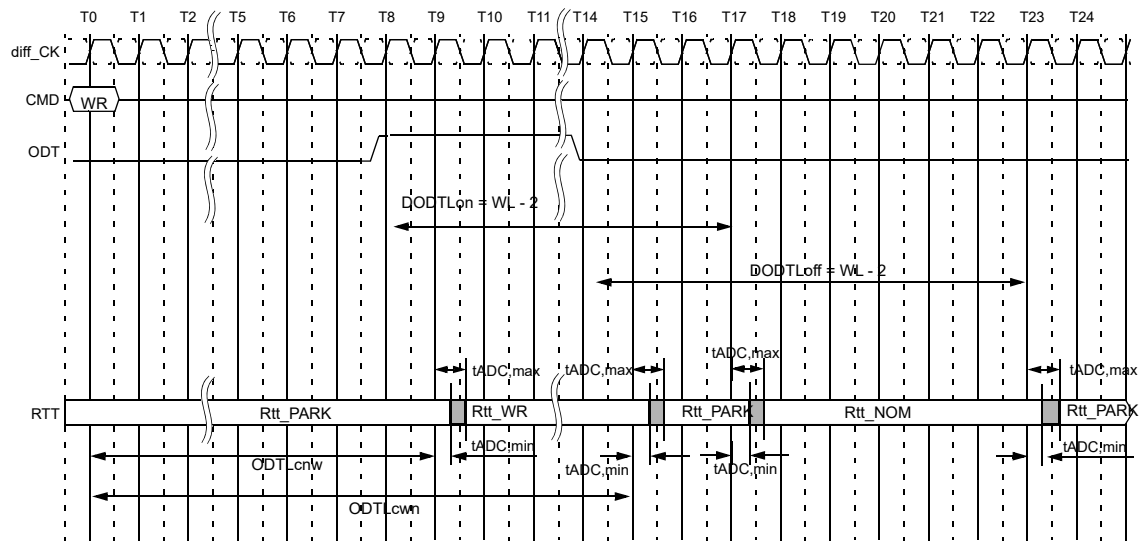 T0 T1 T2 T5 T6 T7 T8 T9 T10 T11 T14 T15 T16 T17 T18 T19 T20 T21 T22 T23 T24
diff_CK
CMD WR
ODT
DODTLon = WL - 2
DODTLoff = WL - 2
tADC,max tADC,max tADC,max tADC,max
RTT Rtt_PARK Rtt_WR Rtt_PARK Rtt_NOM Rtt_PARK
ODTLcnw tADC,min tADC,min tADC,min tADC,min
ODTLcwn